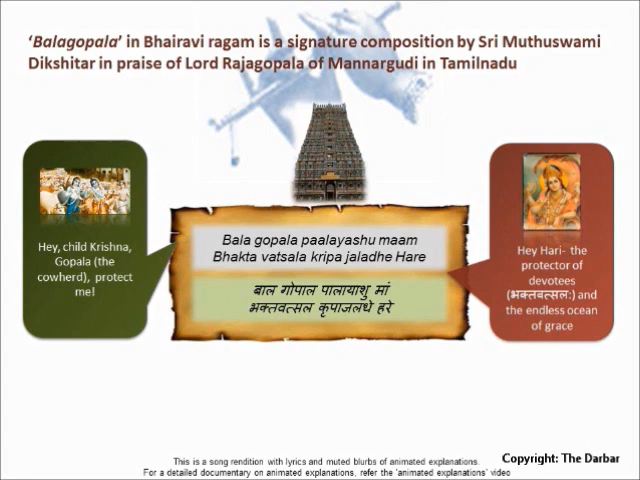 ‘Balagopala’ in Bhairavi ragam is a signature composition by Sri Muthuswami
Dikshitar in praise of Lord Rajagopala of Mannargudi in Tamilnadu
Hey, child Krishna,
Gopala (the
cowherd), protect
me!
Bala gopala paalayashu maam
Bhakta vatsala kripa jaladhe Hare
बाल गोपाल पालायाशु मां
भक्तवत्सल कृपाजलधे हरे
Hey Hari- the
protector of
devotees
(भक्तवत्सल:) and
the endless ocean
of grace
This is a song rendition with lyrics and muted blurbs of animated explanations.
For a detailed documentary on animated explanations, refer the 'animated explanations' video
Copyright: The Darbar